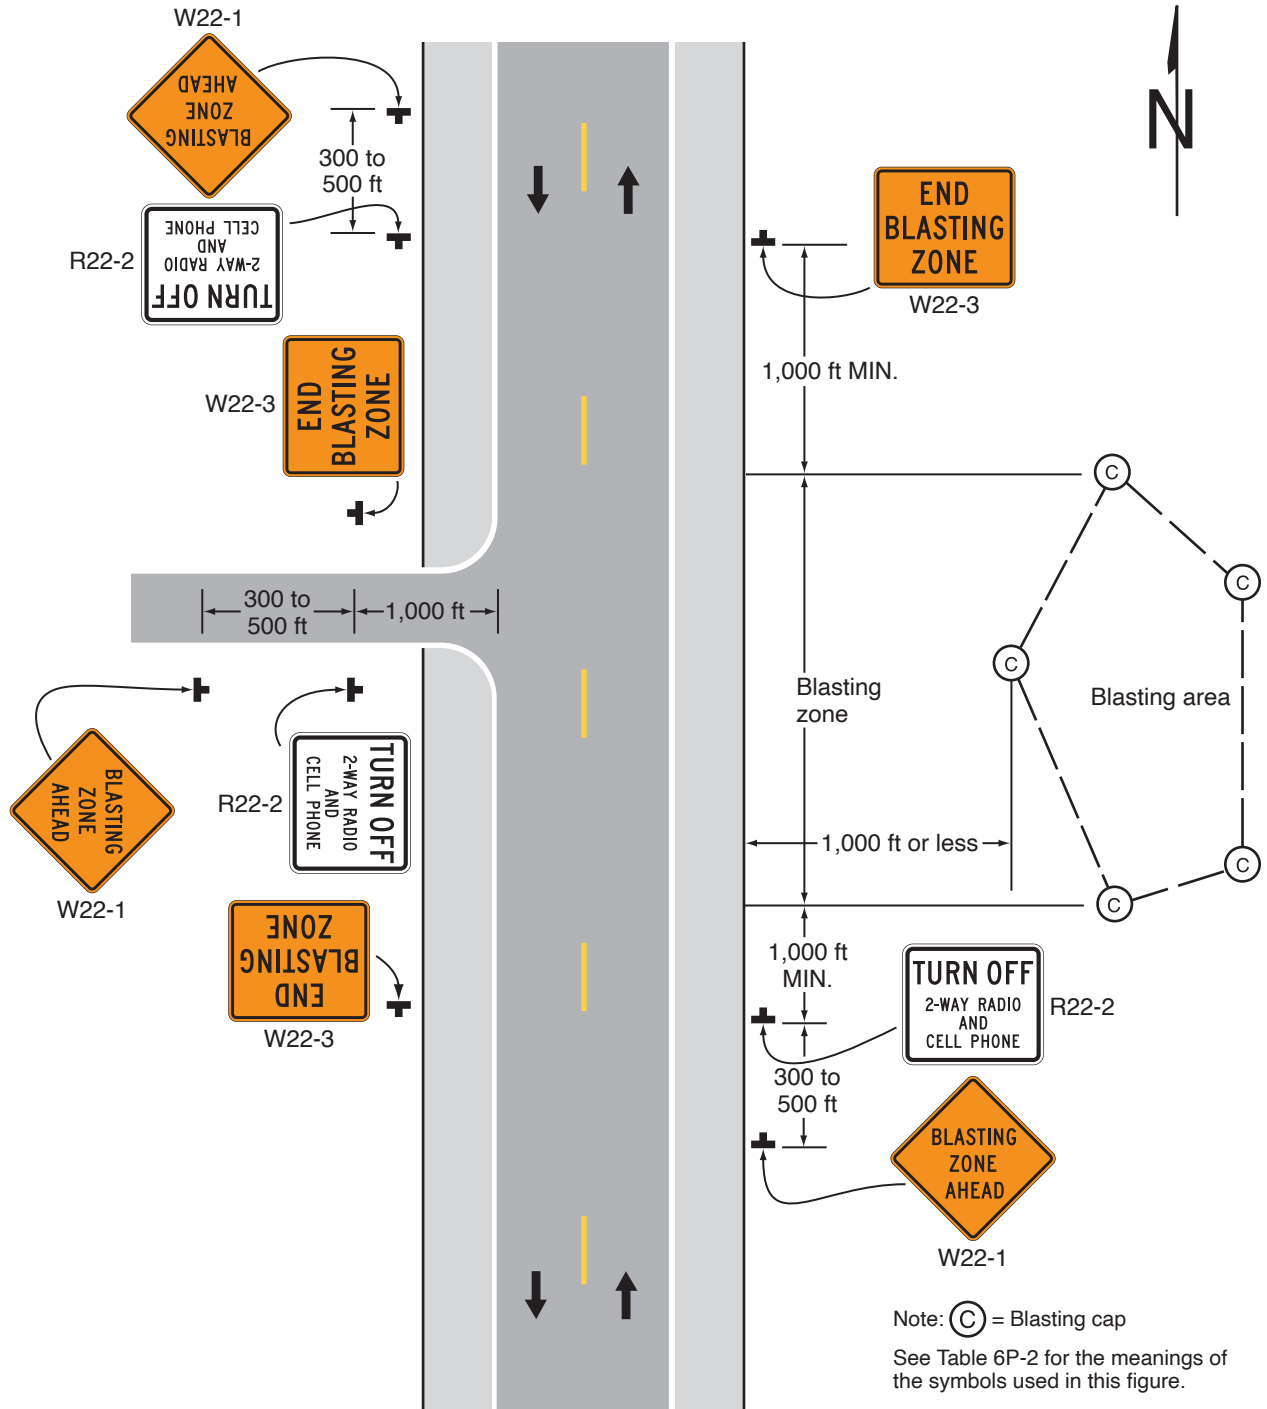 W22-1
BLASTING
ZONE
AHEAD
300 to
500 ft
R22-2
TURN OFF
2-WAY RADIO
AND
CELL PHONE
W22-3
END
BLASTING
ZONE
300 to
500 ft
1,000 ft
BLASTING
ZONE
AHEAD
W22-1
R22-2
TURN OFF
2-WAY RADIO
AND
CELL PHONE
END
BLASTING
ZONE
W22-3
N
END
BLASTING
ZONE
W22-3
1,000 ft MIN.
C
C
C
Blasting
zone
Blasting area
1,000 ft or less
C
C
1,000 ft
MIN.
TURN OFF
2-WAY RADIO
AND
CELL PHONE
R22-2
300 to
500 ft
BLASTING
ZONE
AHEAD
W22-1
Note: C = Blasting cap
See Table 6P-2 for the meanings of
the symbols used in this figure.